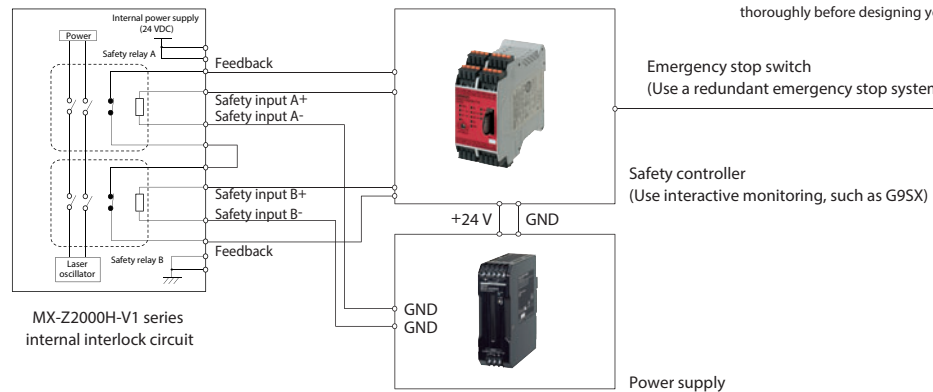 thoroughly before designing yo
Internal power supply
(24 VDC)
Power
Safety relay A
Feedback
Safety input A+
Safety input A-
Safety input B+
Safety input B-
Feedback
Safety relay B
Laser
oscillator
MX-Z2000H-V1 series
internal interlock circuit
Emergency stop switch
(Use a redundant emergency stop system
Safety controller
(Use interactive monitoring, such as G9SX)
+24 V
GND
GND
GND
Power supply